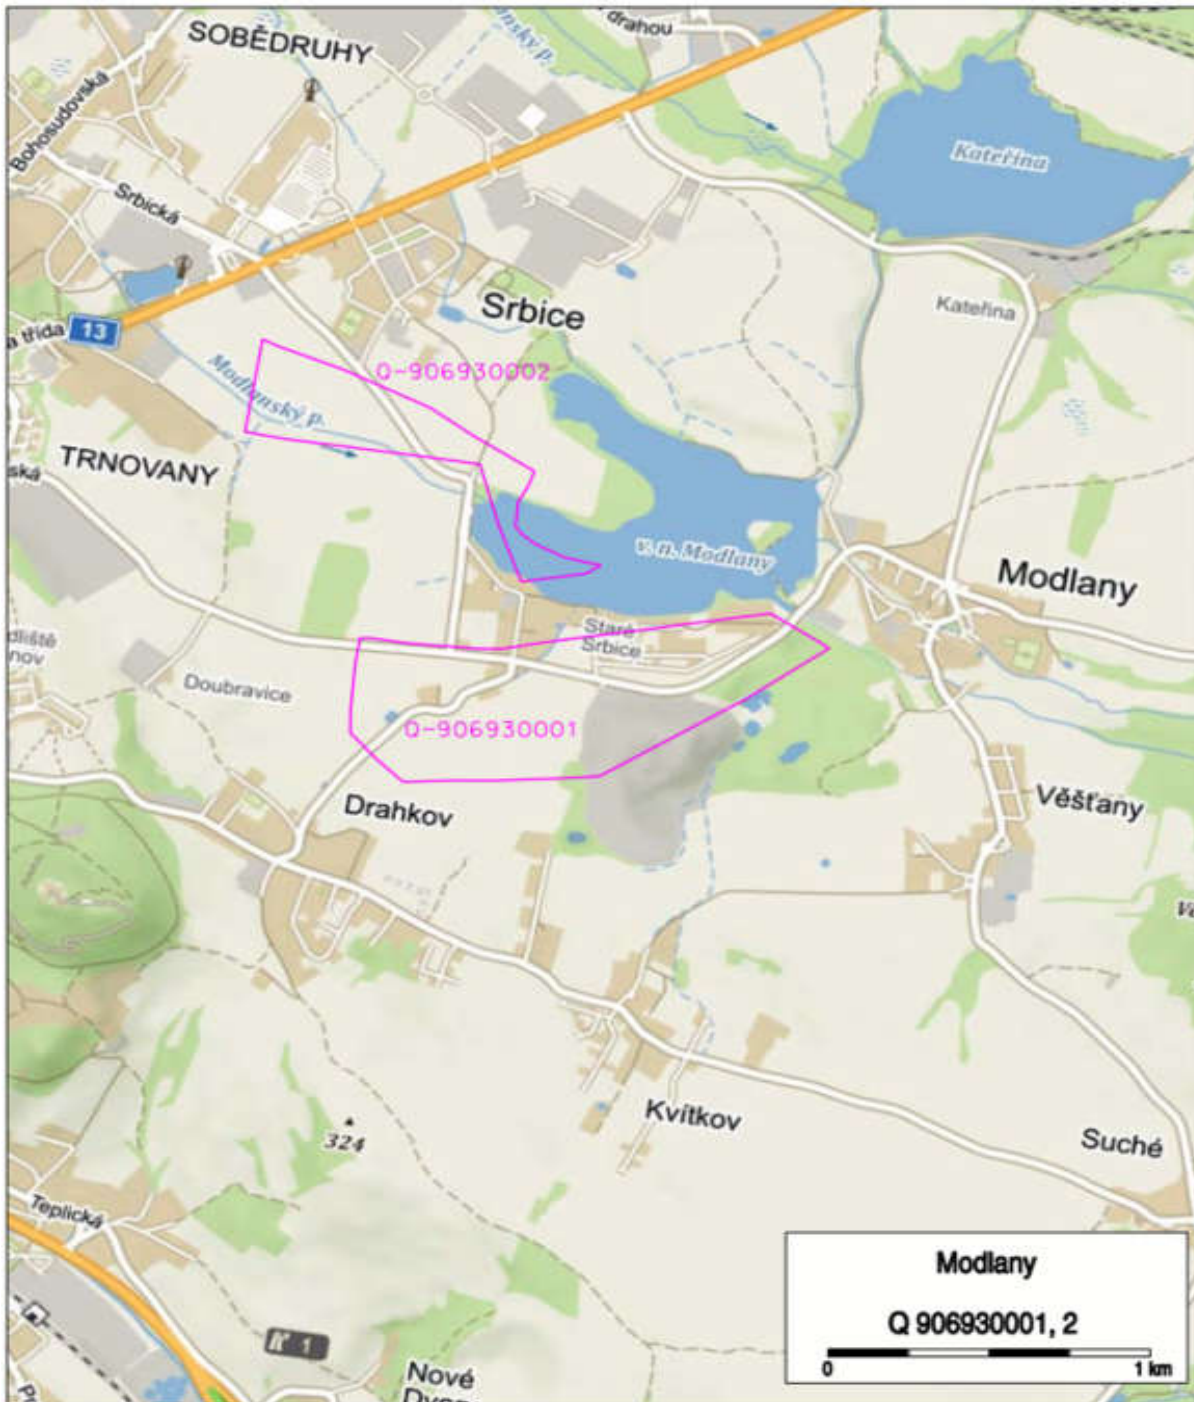 SOBĚDRUHY
drahou
Bohosudovská
Srbická
Kateřina
Srbice
Kateřina
a třída
13
Q-906930002
Modlanský p.
TRNOVANY
ská
v. n. Modlany
Modlany
Staré
Srbice
Doubravice
Q-906930001
Drahkov
Věšťany
324
Kvítkov
Suché
Teplická
Modlany
Q 906930001, 2
0 1 km
1
Nové